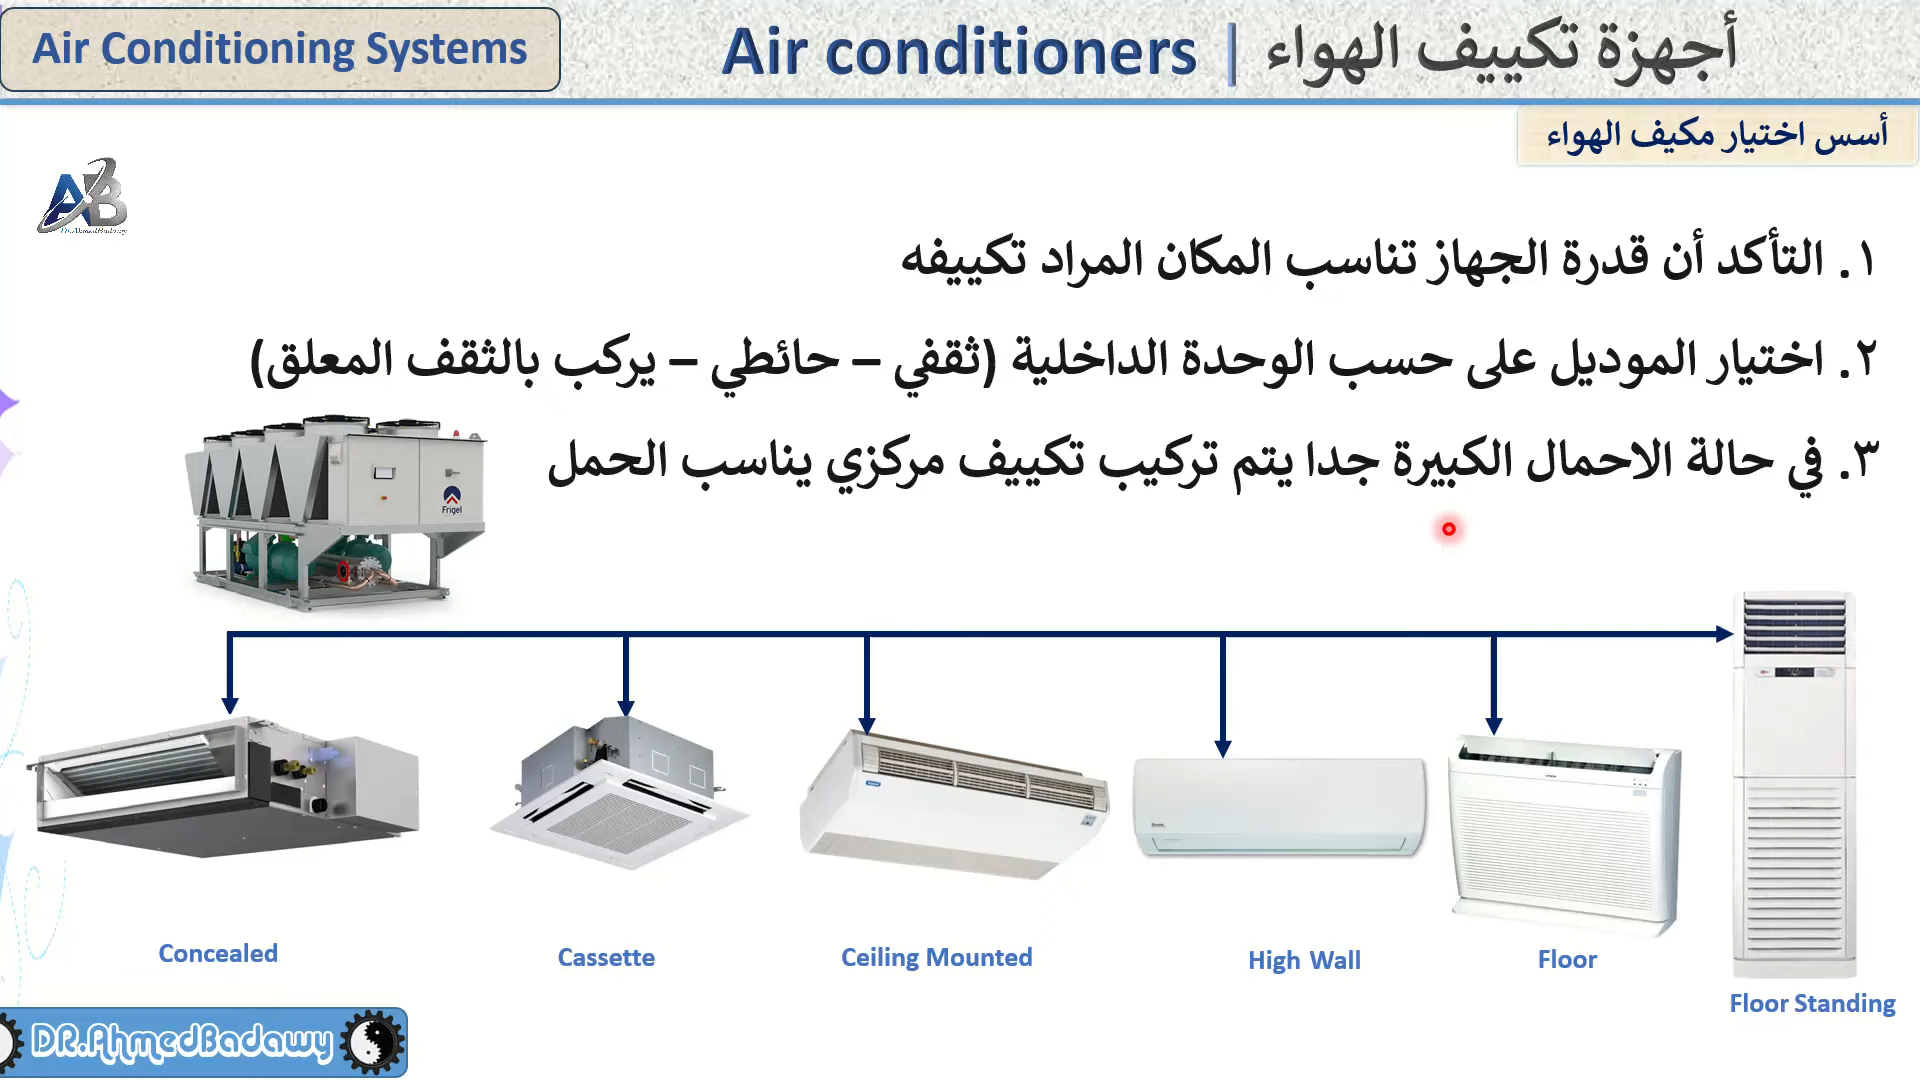 Air Conditioning Systems
Air conditioners | أجهزة تكييف الهواء
أسس اختيار مكيف الهواء
AB
Dr.AhmedBadawy
١. التأكد أن قدرة الجهاز تناسب المكان المراد تكييفه
٢. اختيار الموديل على حسب الوحدة الداخلية (ثقفي – حائطي – يركب بالثقف المعلق)
٣. في حالة الاحمال الكبيرة جدا يتم تركيب تكييف مركزي يناسب الحمل
Frigel
Concealed
Cassette
Ceiling Mounted
High Wall
Floor
Floor Standing
DR.AhmedBadawy